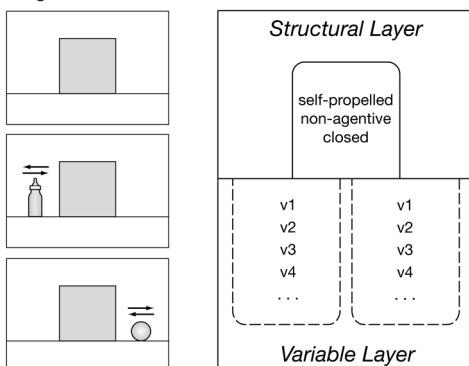 Structural Layer
self-propelled
non-agentive
closed
v1
v2
v3
v4
. . .
v1
v2
v3
v4
. . .
Variable Layer